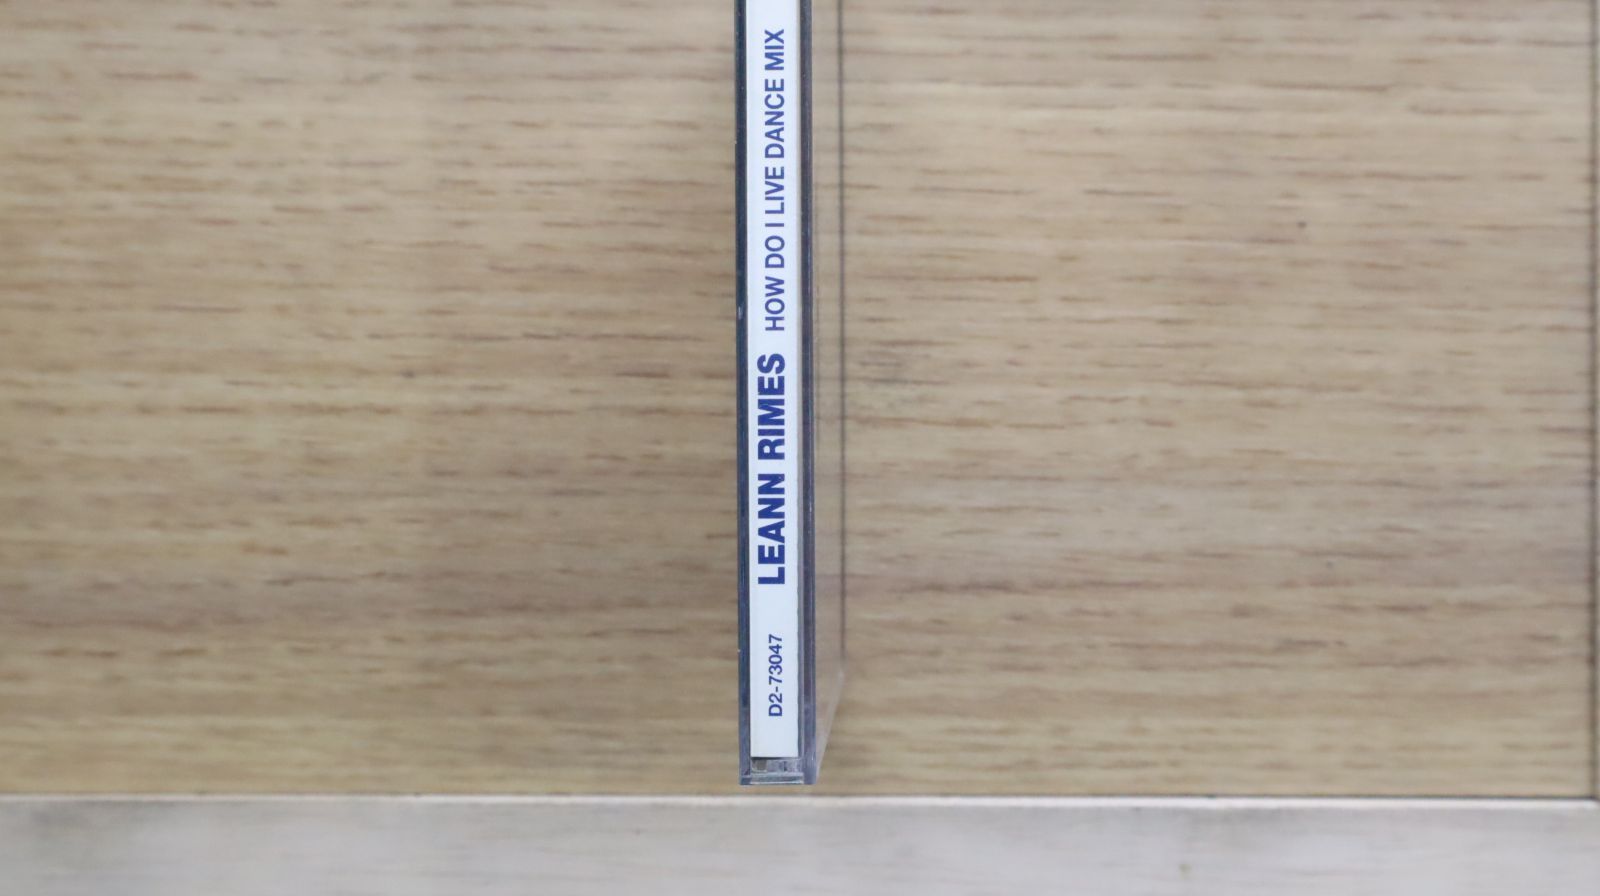 D2-73047 LEANN RIMES HOW DO I LIVE DANCE MIX